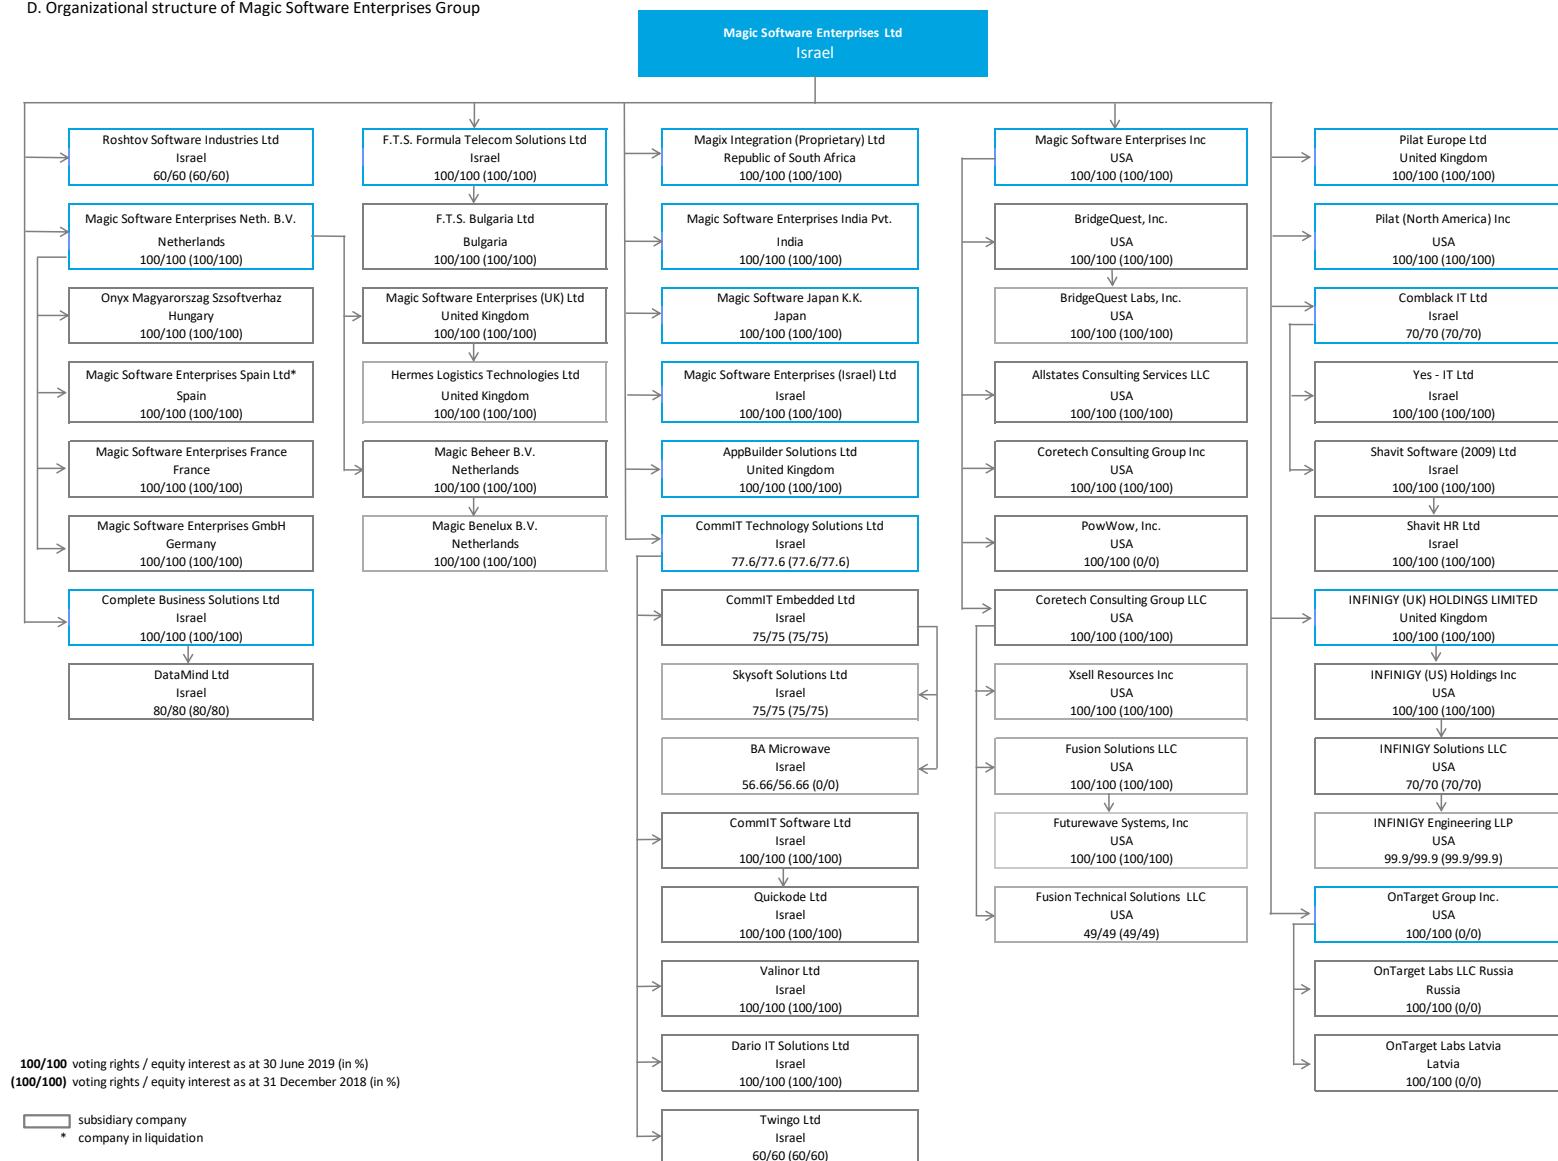 D. Organizational structure of Magic Software Enterprises Group
Magic Software Enterprises Ltd
Israel
Roshtov Software Industries Ltd
Israel
60/60 (60/60)
Magic Software Enterprises Neth. B.V.
Netherlands
100/100 (100/100)
Onyx Magyarorszag Szsoftverhaz
Hungary
100/100 (100/100)
Magic Software Enterprises Spain Ltd*
Spain
100/100 (100/100)
Magic Software Enterprises France
France
100/100 (100/100)
Magic Software Enterprises GmbH
Germany
100/100 (100/100)
Complete Business Solutions Ltd
Israel
100/100 (100/100)
DataMind Ltd
Israel
80/80 (80/80)
F.T.S. Formula Telecom Solutions Ltd
Israel
100/100 (100/100)
F.T.S. Bulgaria Ltd
Bulgaria
100/100 (100/100)
Magic Software Enterprises (UK) Ltd
United Kingdom
100/100 (100/100)
Hermes Logistics Technologies Ltd
United Kingdom
100/100 (100/100)
Magic Beheer B.V.
Netherlands
100/100 (100/100)
Magic Benelux B.V.
Netherlands
100/100 (100/100)
Magix Integration (Proprietary) Ltd
Republic of South Africa
100/100 (100/100)
Magic Software Enterprises India Pvt.
India
100/100 (100/100)
Magic Software Japan K.K.
Japan
100/100 (100/100)
Magic Software Enterprises (Israel) Ltd
Israel
100/100 (100/100)
AppBuilder Solutions Ltd
United Kingdom
100/100 (100/100)
CommIT Technology Solutions Ltd
Israel
77.6/77.6 (77.6/77.6)
CommIT Embedded Ltd
Israel
75/75 (75/75)
Skysoft Solutions Ltd
Israel
75/75 (75/75)
BA Microwave
Israel
56.66/56.66 (0/0)
CommIT Software Ltd
Israel
100/100 (100/100)
Quickode Ltd
Israel
100/100 (100/100)
Valinor Ltd
Israel
100/100 (100/100)
Dario IT Solutions Ltd
Israel
100/100 (100/100)
Twingo Ltd
Israel
60/60 (60/60)
Magic Software Enterprises Inc
USA
100/100 (100/100)
BridgeQuest, Inc.
USA
100/100 (100/100)
BridgeQuest Labs, Inc.
USA
100/100 (100/100)
Allstates Consulting Services LLC
USA
100/100 (100/100)
Coretech Consulting Group Inc
USA
100/100 (100/100)
PowWow, Inc.
USA
100/100 (0/0)
Coretech Consulting Group LLC
USA
100/100 (100/100)
Xsell Resources Inc
USA
100/100 (100/100)
Fusion Solutions LLC
USA
100/100 (100/100)
Futurewave Systems, Inc
USA
100/100 (100/100)
Fusion Technical Solutions LLC
USA
49/49 (49/49)
Pilat Europe Ltd
United Kingdom
100/100 (100/100)
Pilat (North America) Inc
USA
100/100 (100/100)
Comblack IT Ltd
Israel
70/70 (70/70)
Yes - IT Ltd
Israel
100/100 (100/100)
Shavit Software (2009) Ltd
Israel
100/100 (100/100)
Shavit HR Ltd
Israel
100/100 (100/100)
INFINIGY (UK) HOLDINGS LIMITED
United Kingdom
100/100 (100/100)
INFINIGY (US) Holdings Inc
USA
100/100 (100/100)
INFINIGY Solutions LLC
USA
70/70 (70/70)
INFINIGY Engineering LLP
USA
99.9/99.9 (99.9/99.9)
OnTarget Group Inc.
USA
100/100 (0/0)
OnTarget Labs LLC Russia
Russia
100/100 (0/0)
OnTarget Labs Latvia
Latvia
100/100 (0/0)
100/100 voting rights / equity interest as at 30 June 2019 (in %)
(100/100) voting rights / equity interest as at 31 December 2018 (in %)
subsidiary company
* company in liquidation